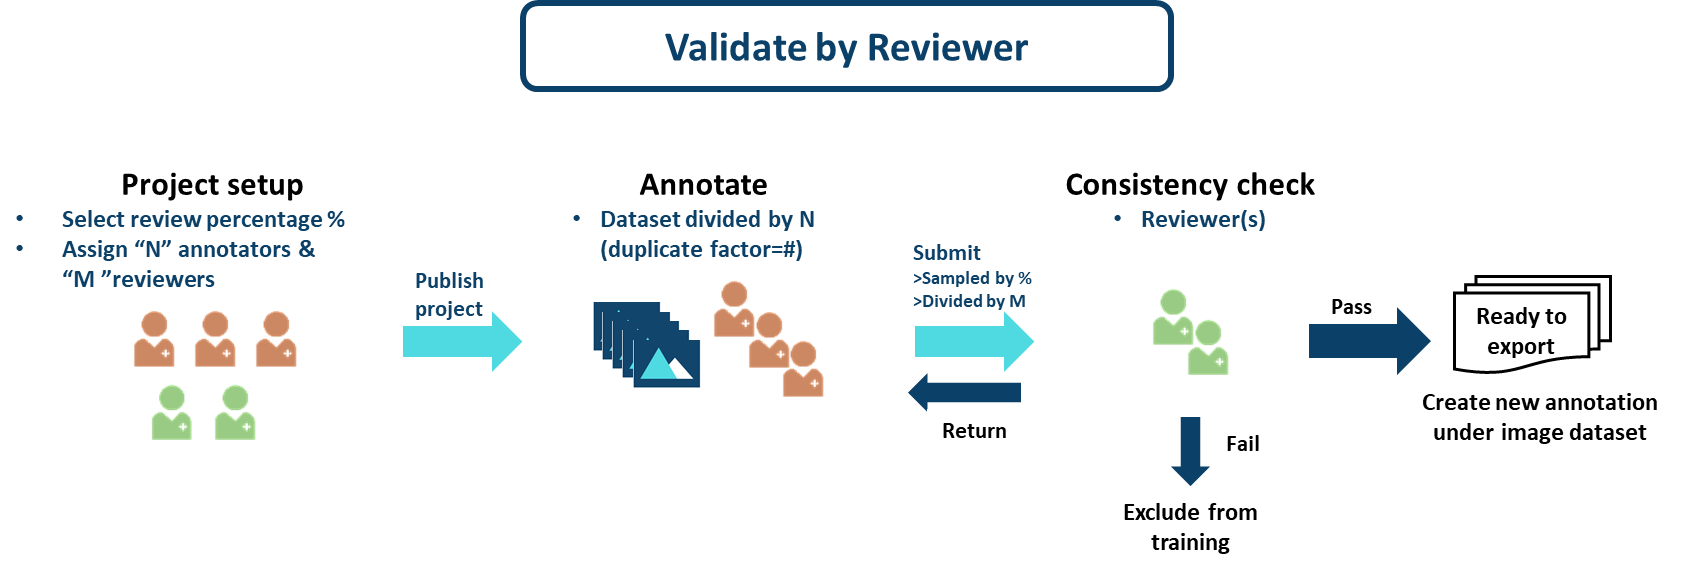 Validate by Reviewer
Project setup
• Select review percentage %
• Assign “N” annotators &
“M ”reviewers
Publish
project
Annotate
• Dataset divided by N
(duplicate factor=#)
Submit
>Sampled by %
>Divided by M
Return
Consistency check
• Reviewer(s)
Pass
Fail
Exclude from
training
Ready to
export
Create new annotation
under image dataset